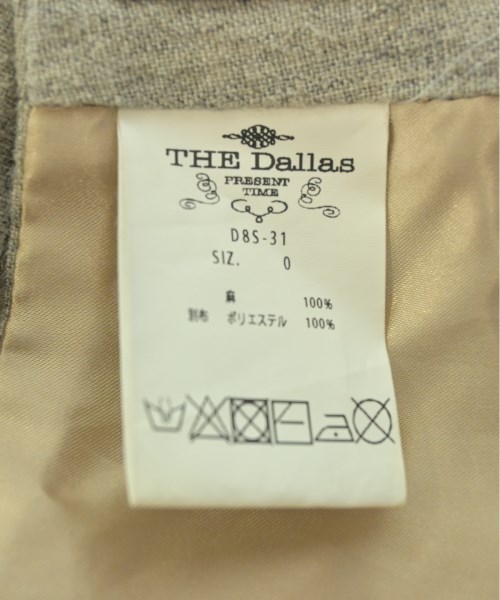 THE Dallas
PRESENT
TIME
D8S-31
SIZ. 0
麻 100%
別布 ポリエステル 100%